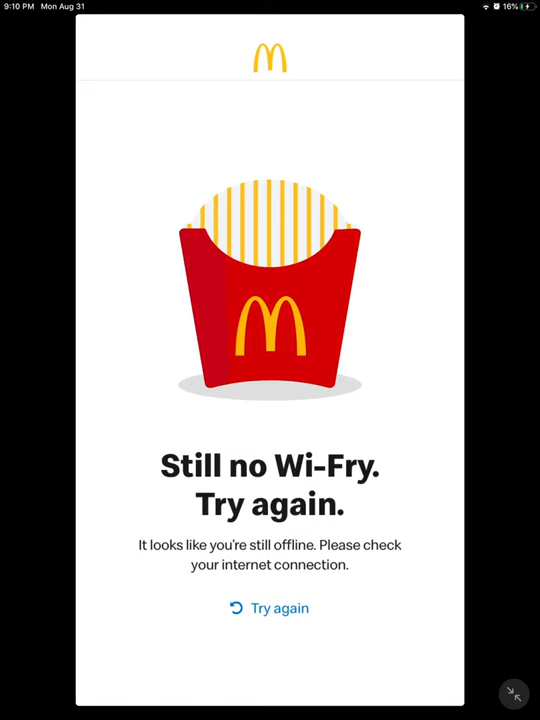 9:10 PM Mon Aug 31 16%
Still no Wi-Fry.
Try again.
It looks like you're still offline. Please check
your internet connection.
Try again